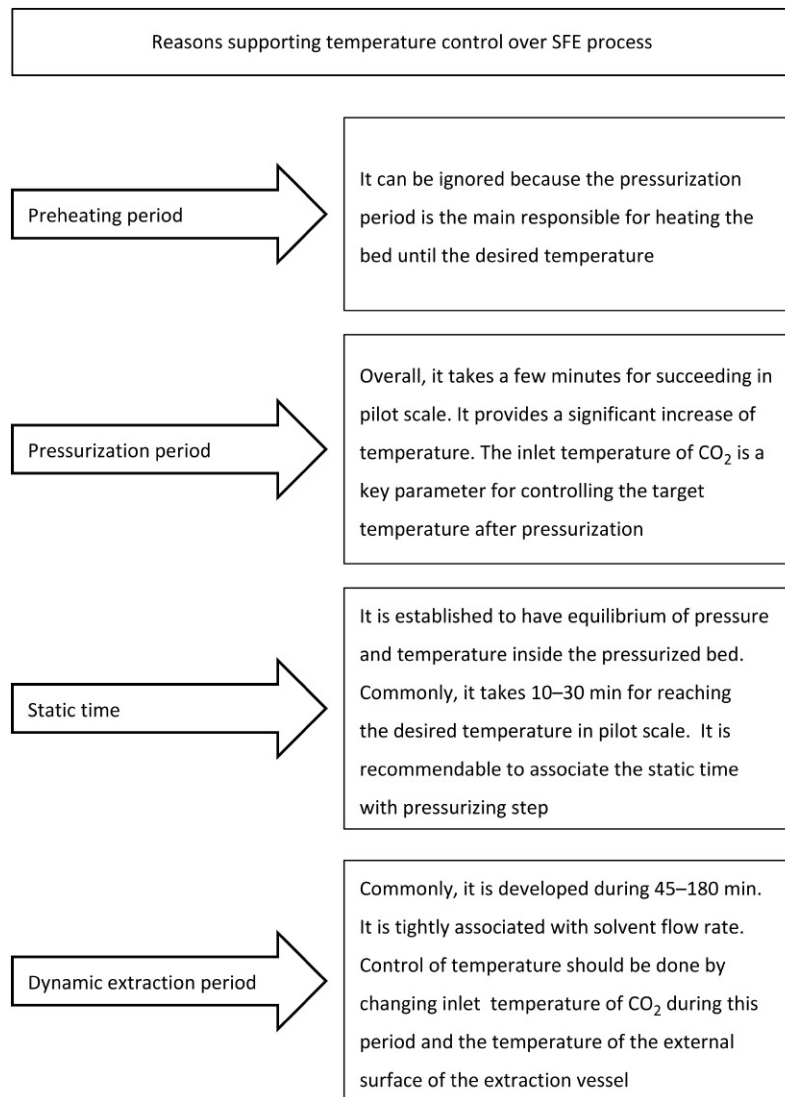 Reasons supporting temperature control over SFE process
Preheating period
It can be ignored because the pressurization
period is the main responsible for heating the
bed until the desired temperature
Pressurization period
Overall, it takes a few minutes for succeeding in
pilot scale. It provides a significant increase of
temperature. The inlet temperature of CO₂ is a
key parameter for controlling the target
temperature after pressurization
Static time
It is established to have equilibrium of pressure
and temperature inside the pressurized bed.
Commonly, it takes 10–30 min for reaching
the desired temperature in pilot scale. It is
recommendable to associate the static time
with pressurizing step
Dynamic extraction period
Commonly, it is developed during 45–180 min.
It is tightly associated with solvent flow rate.
Control of temperature should be done by
changing inlet temperature of CO₂ during this
period and the temperature of the external
surface of the extraction vessel